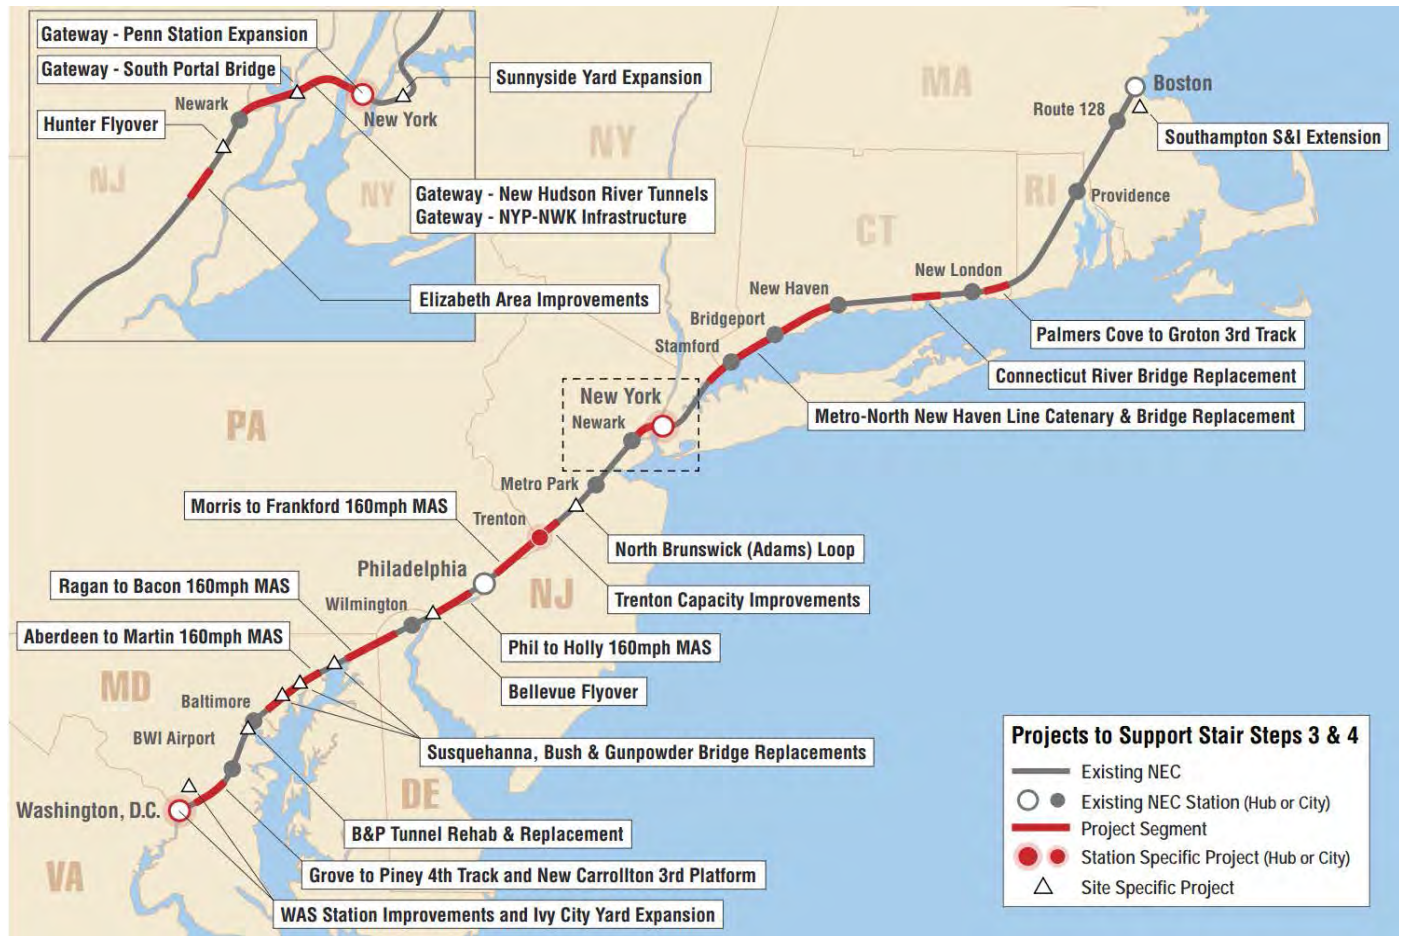 Gateway - Penn Station Expansion
Gateway - South Portal Bridge
Sunnyside Yard Expansion
Newark
New York
Hunter Flyover
NJ
NY
Gateway - New Hudson River Tunnels
Gateway - NYP-NWK Infrastructure
Elizabeth Area Improvements
MA
Boston
Route 128
Southampton S&I Extension
NY
RI
Providence
CT
New London
New Haven
Bridgeport
Palmers Cove to Groton 3rd Track
Stamford
Connecticut River Bridge Replacement
New York
Metro-North New Haven Line Catenary & Bridge Replacement
Newark
PA
Metro Park
Morris to Frankford 160mph MAS
Trenton
North Brunswick (Adams) Loop
Philadelphia
Ragan to Bacon 160mph MAS
NJ
Trenton Capacity Improvements
Wilmington
Aberdeen to Martin 160mph MAS
Phil to Holly 160mph MAS
MD
Bellevue Flyover
Baltimore
BWI Airport
Susquehanna, Bush & Gunpowder Bridge Replacements
DE
Washington, D.C.
B&P Tunnel Rehab & Replacement
VA
Grove to Piney 4th Track and New Carrollton 3rd Platform
WAS Station Improvements and Ivy City Yard Expansion
Projects to Support Stair Steps 3 & 4
Existing NEC
Existing NEC Station (Hub or City)
Project Segment
Station Specific Project (Hub or City)
Site Specific Project